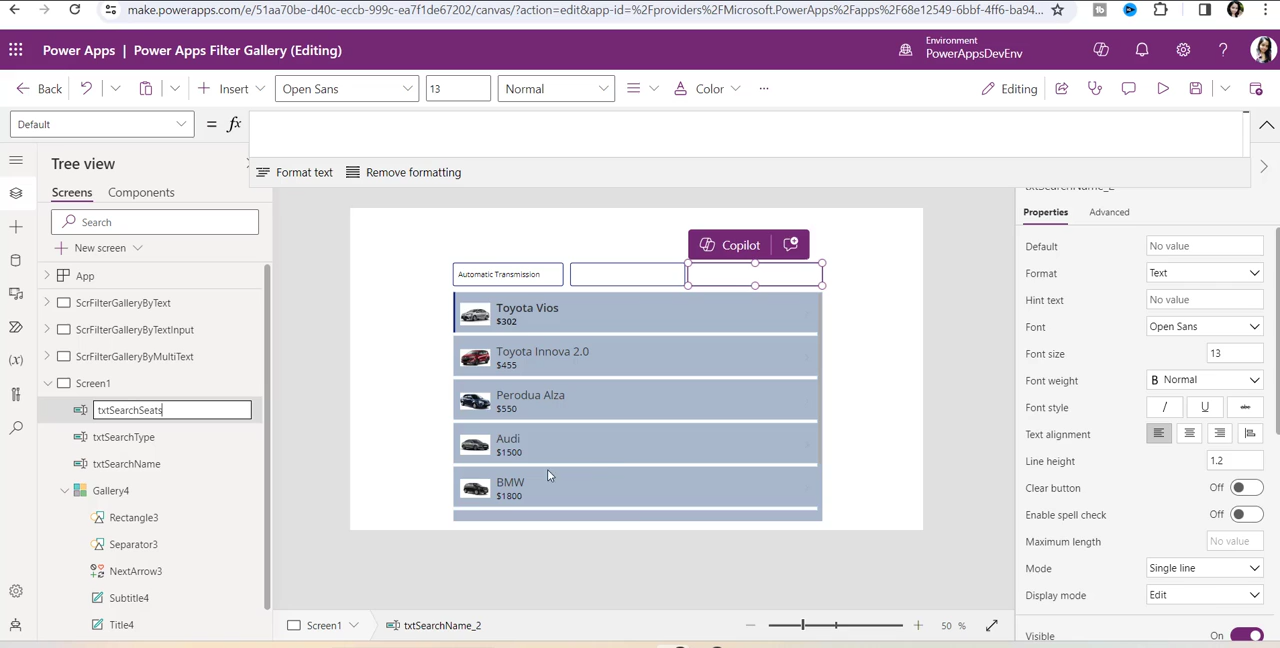 make.powerapps.com/e/51aa70be-d40c-eccb-999c-ea7f1de67202/canvas/?action=edit&app-id=%2Fproviders%2FMicrosoft.PowerApps%2Fapps%2F68e12549-6bbf-4ff6-ba94...
Power Apps | Power Apps Filter Gallery (Editing)
Environment
PowerAppsDevEnv
Back
Insert
Open Sans
13
Normal
Color
Editing
Default
= fx
Format text
Remove formatting
Tree view
Screens
Components
Search
New screen
App
ScrFilterGalleryByText
ScrFilterGalleryByTextInput
ScrFilterGalleryByMultiText
Screen1
txtSearchSeats
txtSearchType
txtSearchName
Gallery4
Rectangle3
Separator3
NextArrow3
Subtitle4
Title4
Copilot
Automatic Transmission
Toyota Vios
$302
Toyota Innova 2.0
$455
Perodua Alza
$550
Audi
$1500
BMW
$1800
Screen1
txtSearchName_2
50 %
txtSearchName_2
Properties
Advanced
Default
No value
Format
Text
Hint text
No value
Font
Open Sans
Font size
13
Font weight
B Normal
Font style
/ U abc
Text alignment
Line height
1.2
Clear button
Off
Enable spell check
Off
Maximum length
No value
Mode
Single line
Display mode
Edit
Visible
On